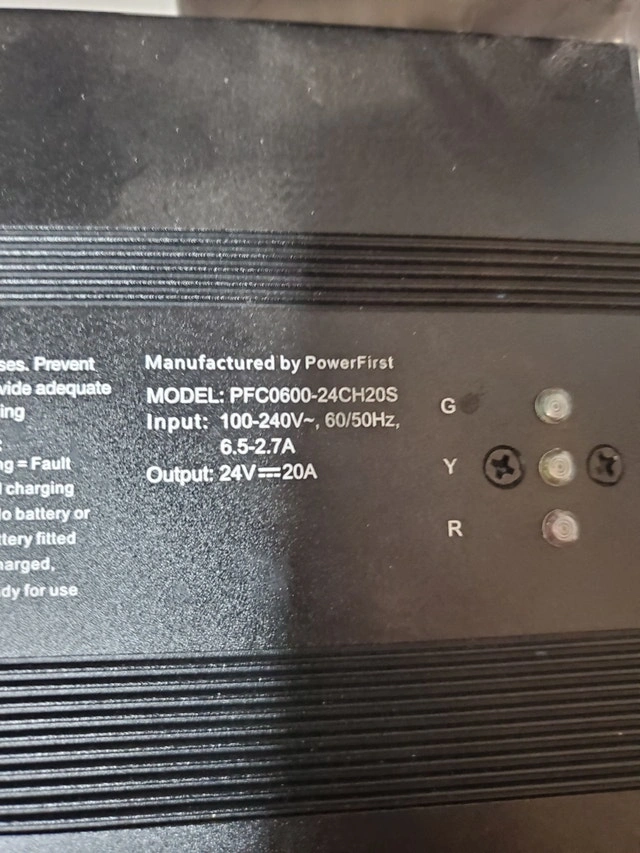 ses. Prevent
vide adequate
ing
:
ng = Fault
l charging
lo battery or
ttery fitted
harged,
dy for use
Manufactured by PowerFirst
MODEL: PFC0600-24CH20S
Input: 100-240V~, 60/50Hz,
6.5-2.7A
Output: 24V⎓20A
G
Y
R